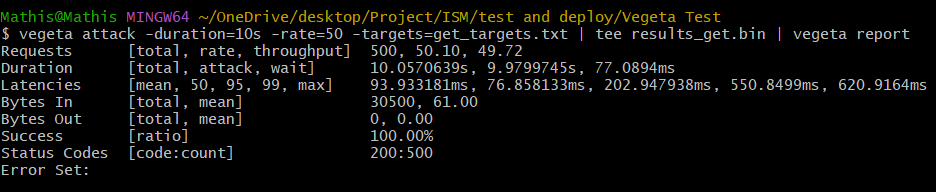 Mathis@Mathis MINGW64 ~/OneDrive/desktop/Project/ISM/test and deploy/Vegeta Test
$ vegeta attack -duration=10s -rate=50 -targets=get_targets.txt | tee results_get.bin | vegeta report
Requests      [total, rate, throughput]  500, 50.10, 49.72
Duration      [total, attack, wait]      10.0570639s, 9.9799745s, 77.0894ms
Latencies     [mean, 50, 95, 99, max]    93.933181ms, 76.858133ms, 202.947938ms, 550.8499ms, 620.9164ms
Bytes In      [total, mean]              30500, 61.00
Bytes Out     [total, mean]              0, 0.00
Success       [ratio]                    100.00%
Status Codes  [code:count]               200:500
Error Set: